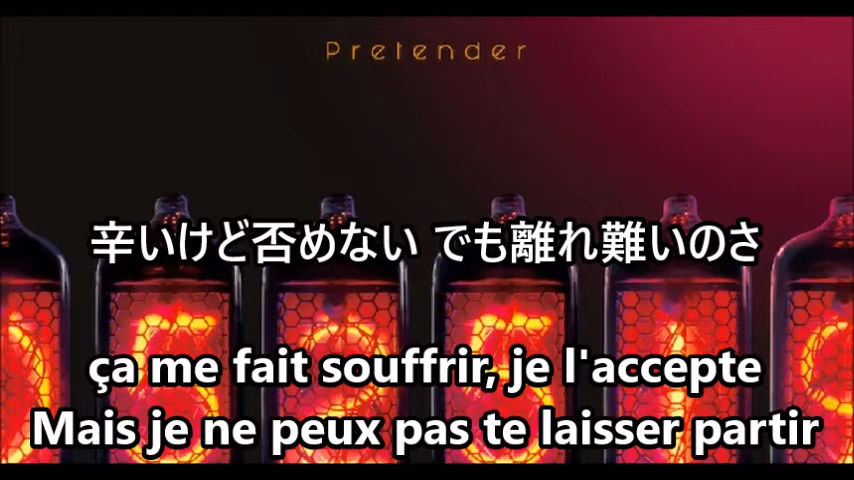 Pretender
辛いけど否めない でも離れ難いのさ
ça me fait souffrir, je l'accepte
Mais je ne peux pas te laisser partir